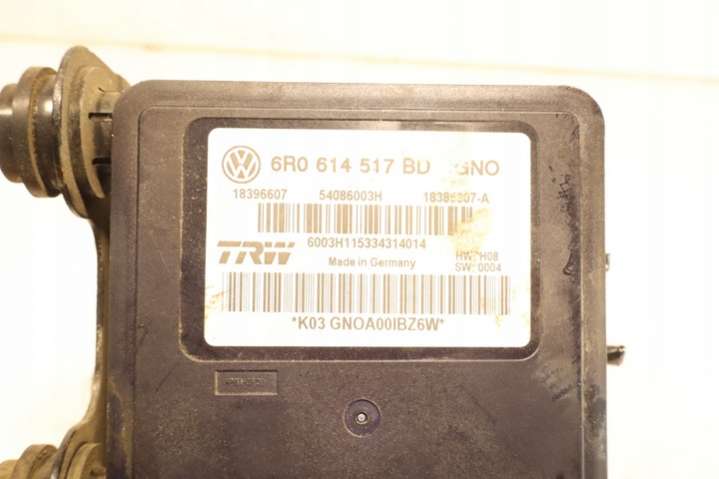 6R0 614 517 BD GNO
18396607 54086003H
6003H115334314014
TRW
Made in Germany
HW: H08
SW: 0004
*K03 GNOA00IBZ6W*